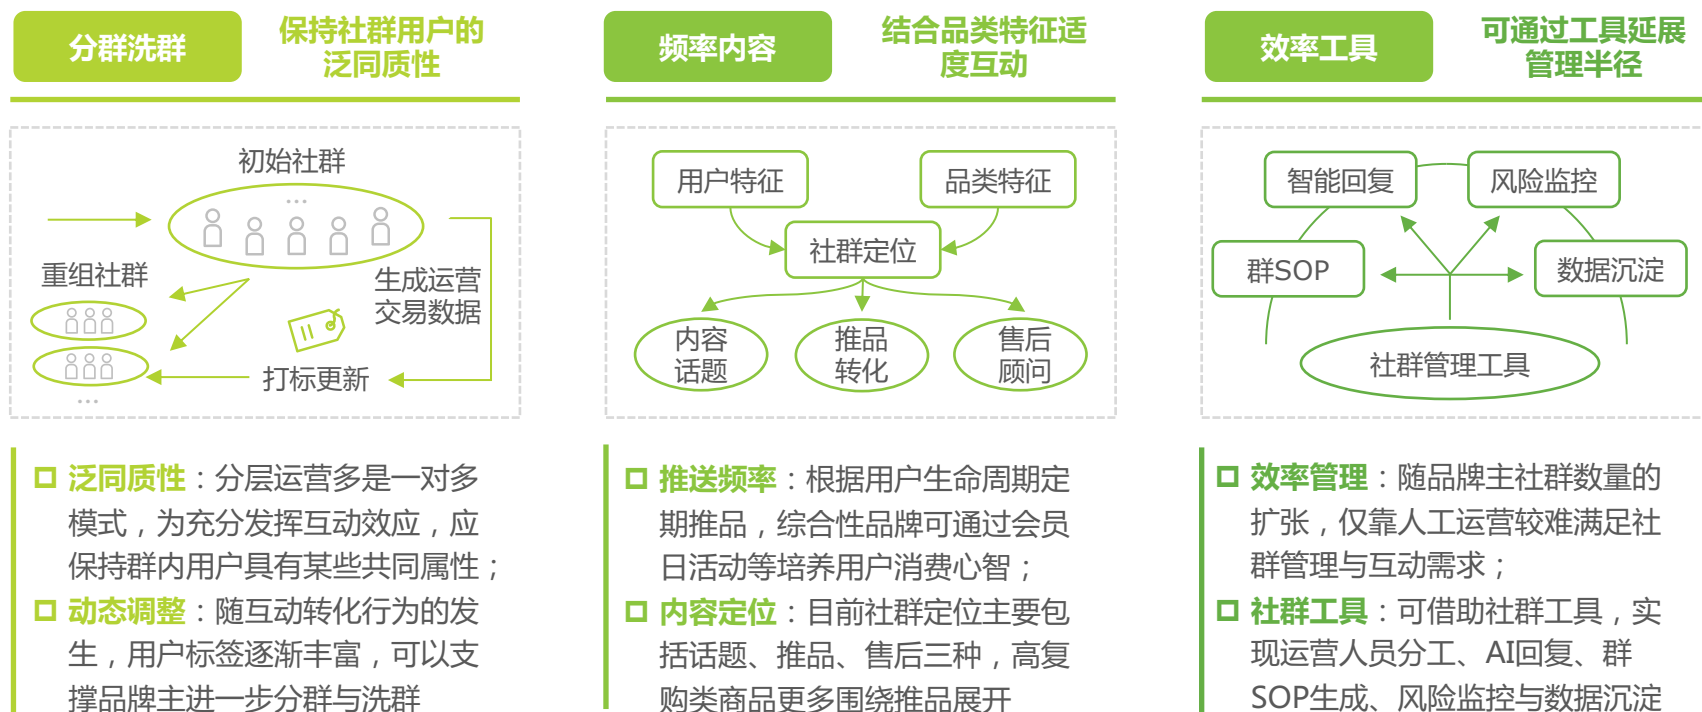 分群洗群
保持社群用户的
泛同质性
初始社群
…
重组社群
生成运营
交易数据
打标更新
…
泛同质性：分层运营多是一对多
模式，为充分发挥互动效应，应
保持群内用户具有某些共同属性；
动态调整：随互动转化行为的发
生，用户标签逐渐丰富，可以支
撑品牌主进一步分群与洗群
频率内容
结合品类特征适
度互动
用户特征
品类特征
社群定位
内容
话题
推品
转化
售后
顾问
推送频率：根据用户生命周期定
期推品，综合性品牌可通过会员
日活动等培养用户消费心智；
内容定位：目前社群定位主要包
括话题、推品、售后三种，高复
购类商品更多围绕推品展开
效率工具
可通过工具延展
管理半径
智能回复
风险监控
群SOP
数据沉淀
社群管理工具
效率管理：随品牌主社群数量的
扩张，仅靠人工运营较难满足社
群管理与互动需求；
社群工具：可借助社群工具，实
现运营人员分工、AI回复、群
SOP生成、风险监控与数据沉淀